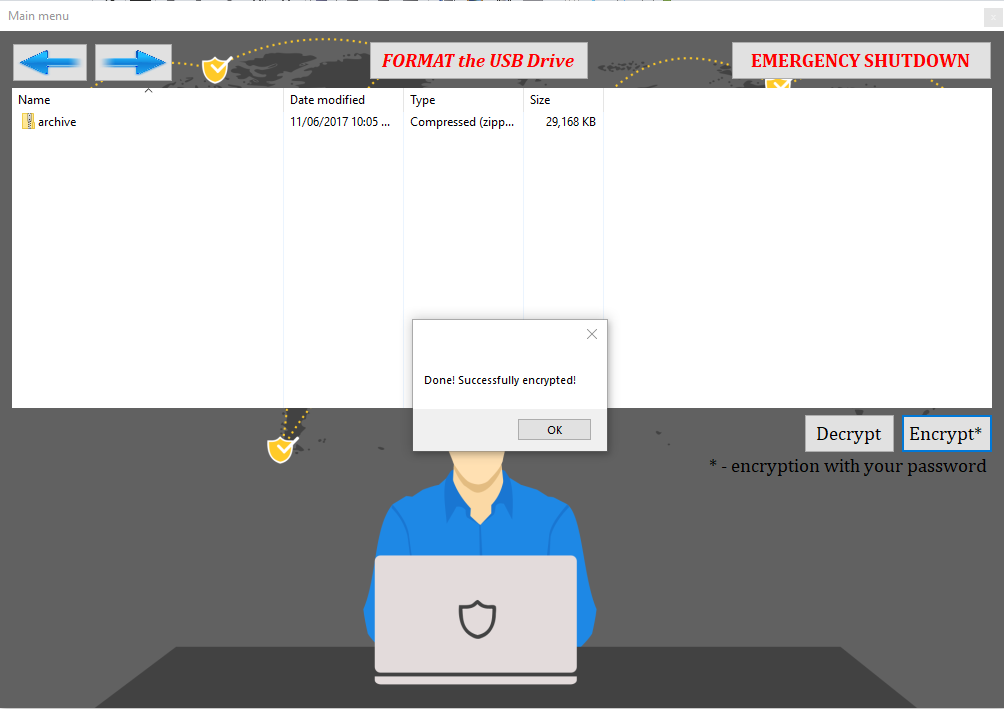 Main menu
FORMAT the USB Drive
EMERGENCY SHUTDOWN
Name Date modified Type Size
archive 11/06/2017 10:05 ... Compressed (zipp... 29,168 KB
Done! Successfully encrypted!
OK
Decrypt Encrypt*
* - encryption with your password